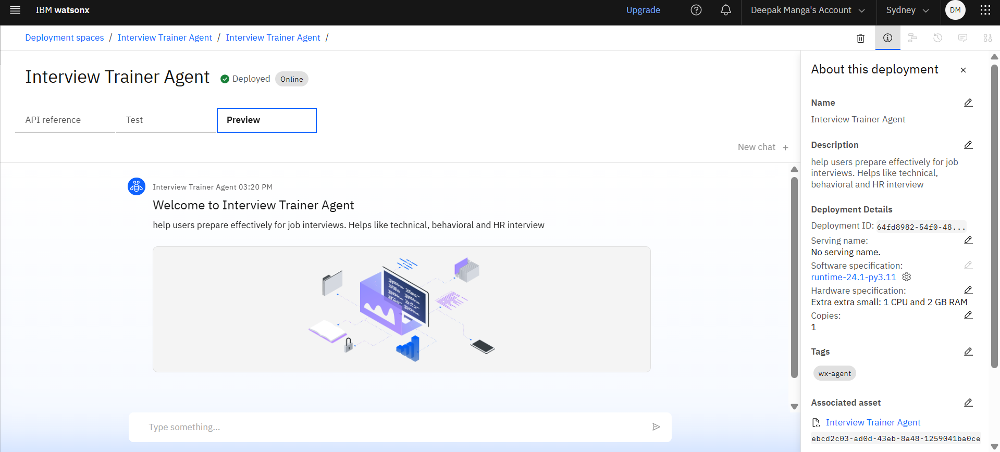 IBM watsonx
Upgrade
Deepak Manga's Account
Sydney
DM
Deployment spaces / Interview Trainer Agent / Interview Trainer Agent /
Interview Trainer Agent
Deployed
Online
API reference
Test
Preview
New chat +
Interview Trainer Agent 03:20 PM
Welcome to Interview Trainer Agent
help users prepare effectively for job interviews. Helps like technical, behavioral and HR interview
Type something...
About this deployment
Name
Interview Trainer Agent
Description
help users prepare effectively for job
interviews. Helps like technical,
behavioral and HR interview
Deployment Details
Deployment ID: 64fd8982-54f0-48...
Serving name:
No serving name.
Software specification:
runtime-24.1-py3.11
Hardware specification:
Extra extra small: 1 CPU and 2 GB RAM
Copies:
1
Tags
wx-agent
Associated asset
Interview Trainer Agent
ebcd2c03-ad0d-43eb-8a48-1259041ba0ce